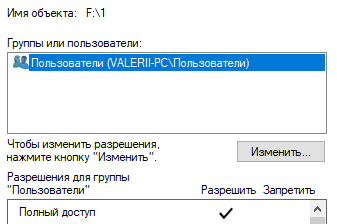 Имя объекта: F:\1
Группы или пользователи:
Пользователи (VALERII-PC\Пользователи)
Чтобы изменить разрешения,
нажмите кнопку "Изменить".
Изменить...
Разрешения для группы
"Пользователи"
Разрешить Запретить
Полный доступ